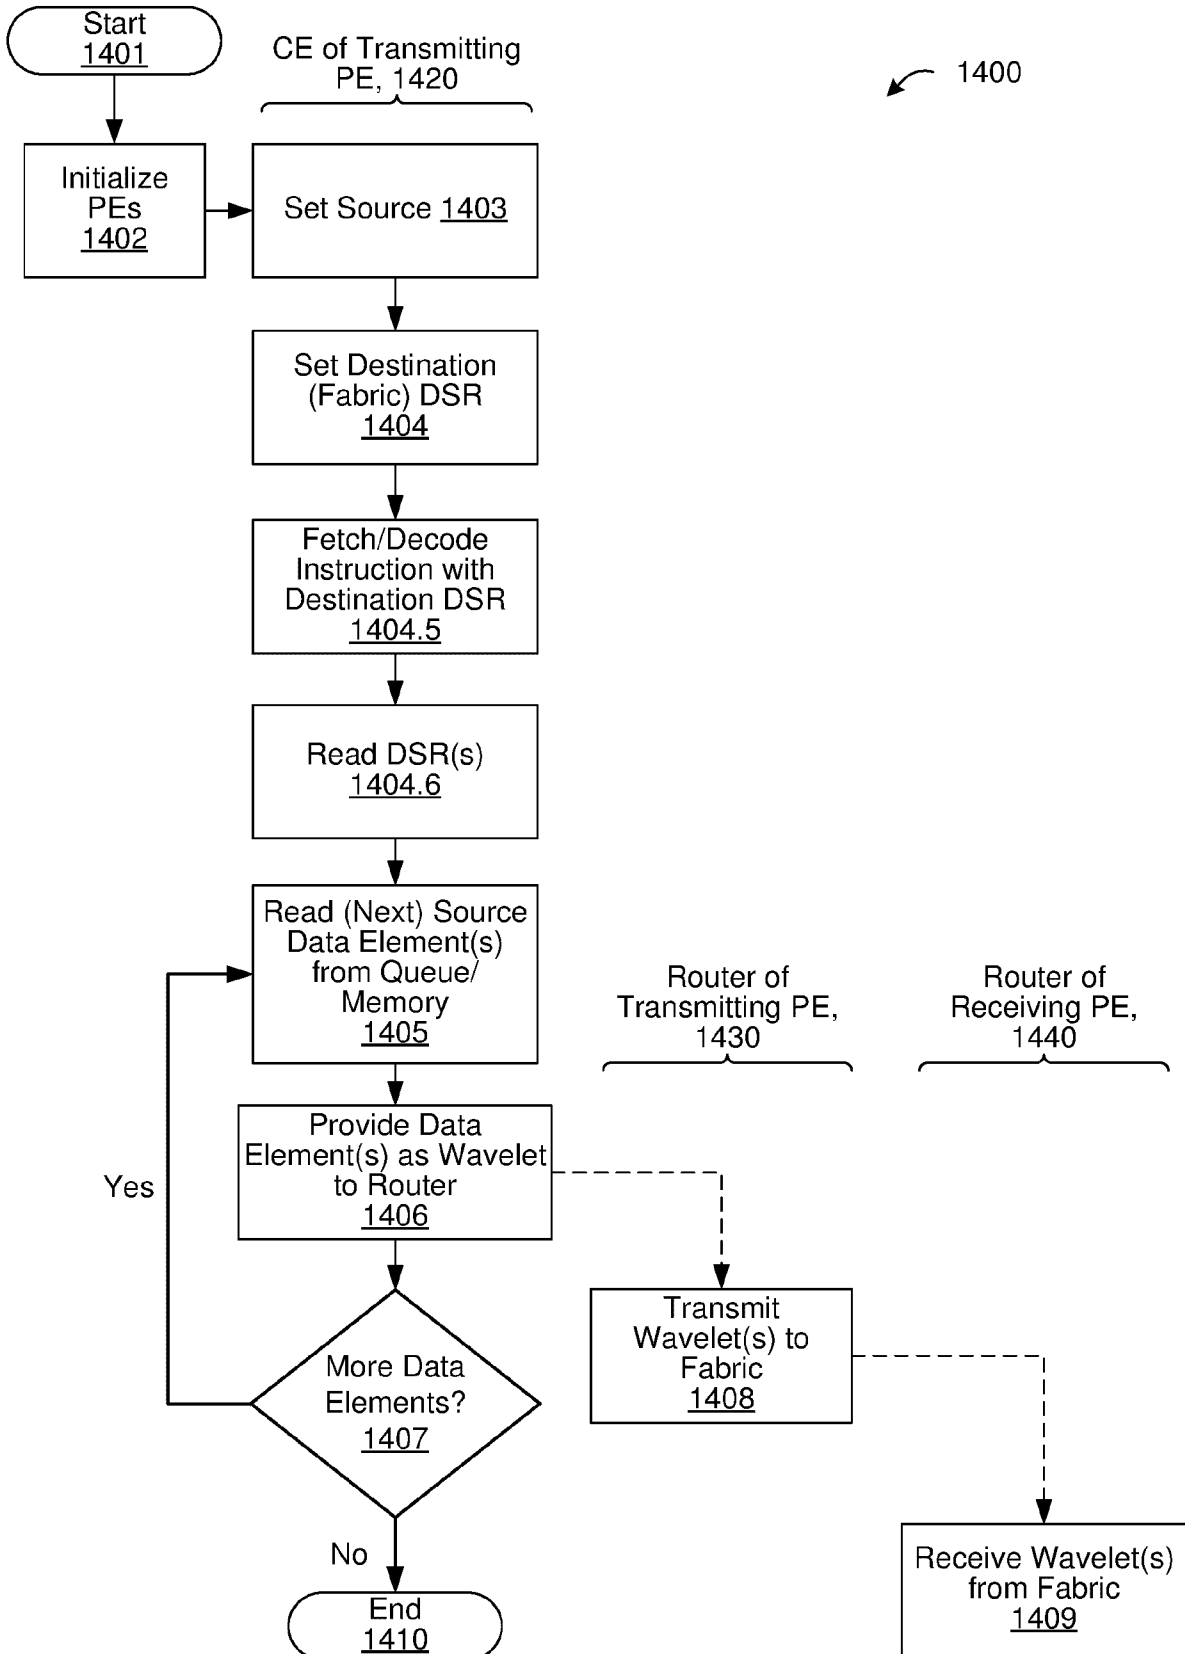 Start
1401
CE of Transmitting
PE, 1420
1400
Initialize
PEs
1402
Set Source 1403
Set Destination
(Fabric) DSR
1404
Fetch/Decode
Instruction with
Destination DSR
1404.5
Read DSR(s)
1404.6
Read (Next) Source
Data Element(s)
from Queue/
Memory
1405
Router of
Transmitting PE,
1430
Router of
Receiving PE,
1440
Provide Data
Element(s) as Wavelet
to Router
1406
Yes
Transmit
Wavelet(s) to
Fabric
1408
More Data
Elements?
1407
No
Receive Wavelet(s)
from Fabric
1409
End
1410